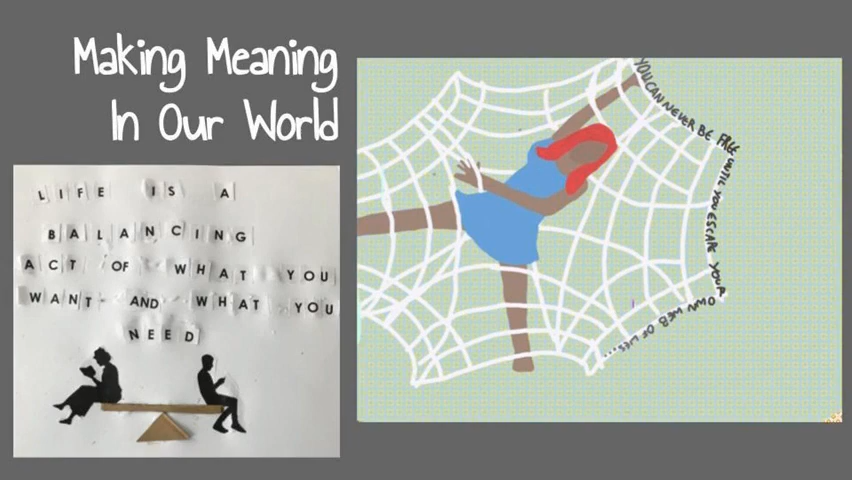 Making Meaning
In Our World
LIFE IS A
BALANCING
ACT OF WHAT YOU
WANT AND WHAT YOU
NEED
YOU CAN NEVER BE FREE UNTIL YOU ESCAPE YOUR
OWN WEB OF LIES...